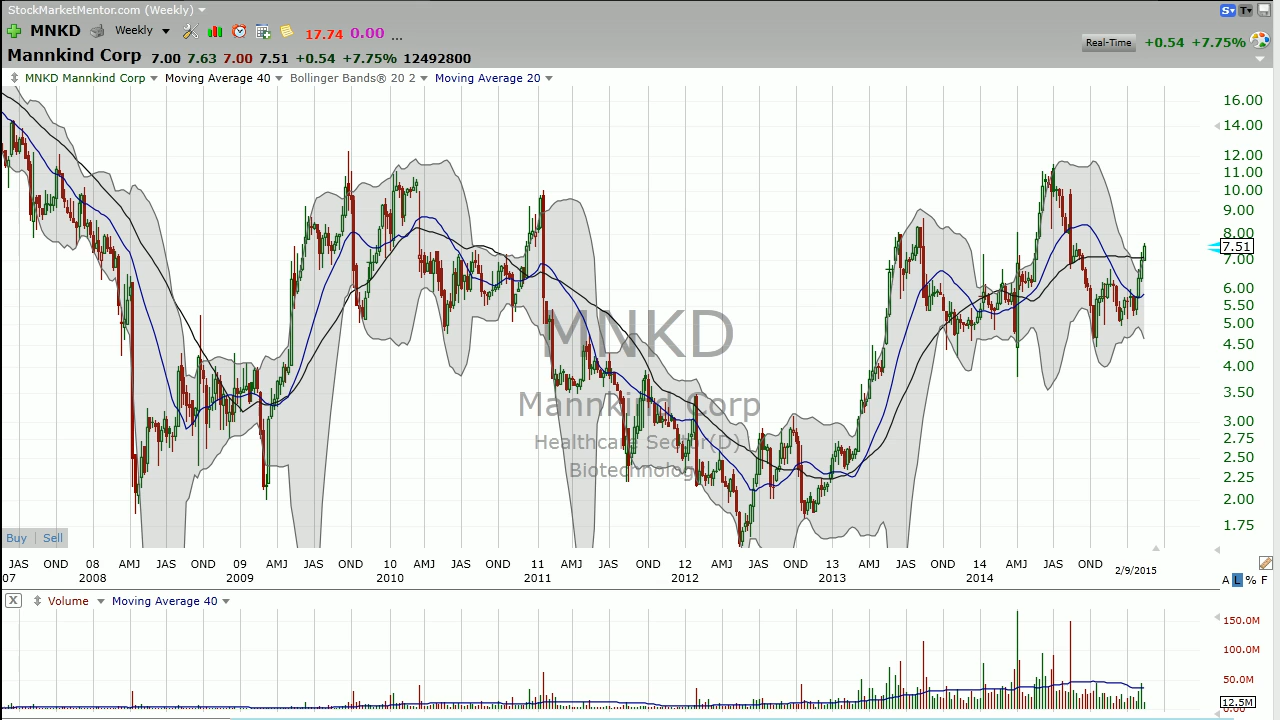 StockMarketMentor.com (Weekly)
S T
MNKD Weekly 17.74 0.00 ...
Real-Time +0.54 +7.75%
Mannkind Corp 7.00 7.63 7.00 7.51 +0.54 +7.75% 12492800
MNKD Mannkind Corp Moving Average 40 Bollinger Bands® 20 2 Moving Average 20
16.00
14.00
12.00
11.00
10.00
9.00
8.00
7.51
7.00
6.00
5.50
5.00
4.50
4.00
3.50
3.00
2.75
2.50
2.25
2.00
1.75
MNKD
Mannkind Corp
Healthcare Sector(D)
Biotechnology
Buy Sell
JAS OND 08 AMJ JAS OND 09 AMJ JAS OND 10 AMJ JAS OND 11 AMJ JAS OND 12 AMJ JAS OND 13 AMJ JAS OND 14 AMJ JAS OND 2/9/2015
07 2008 2009 2010 2011 2012 2013 2014
A L % F
X Volume Moving Average 40
150.0M
100.0M
50.0M
12.5M